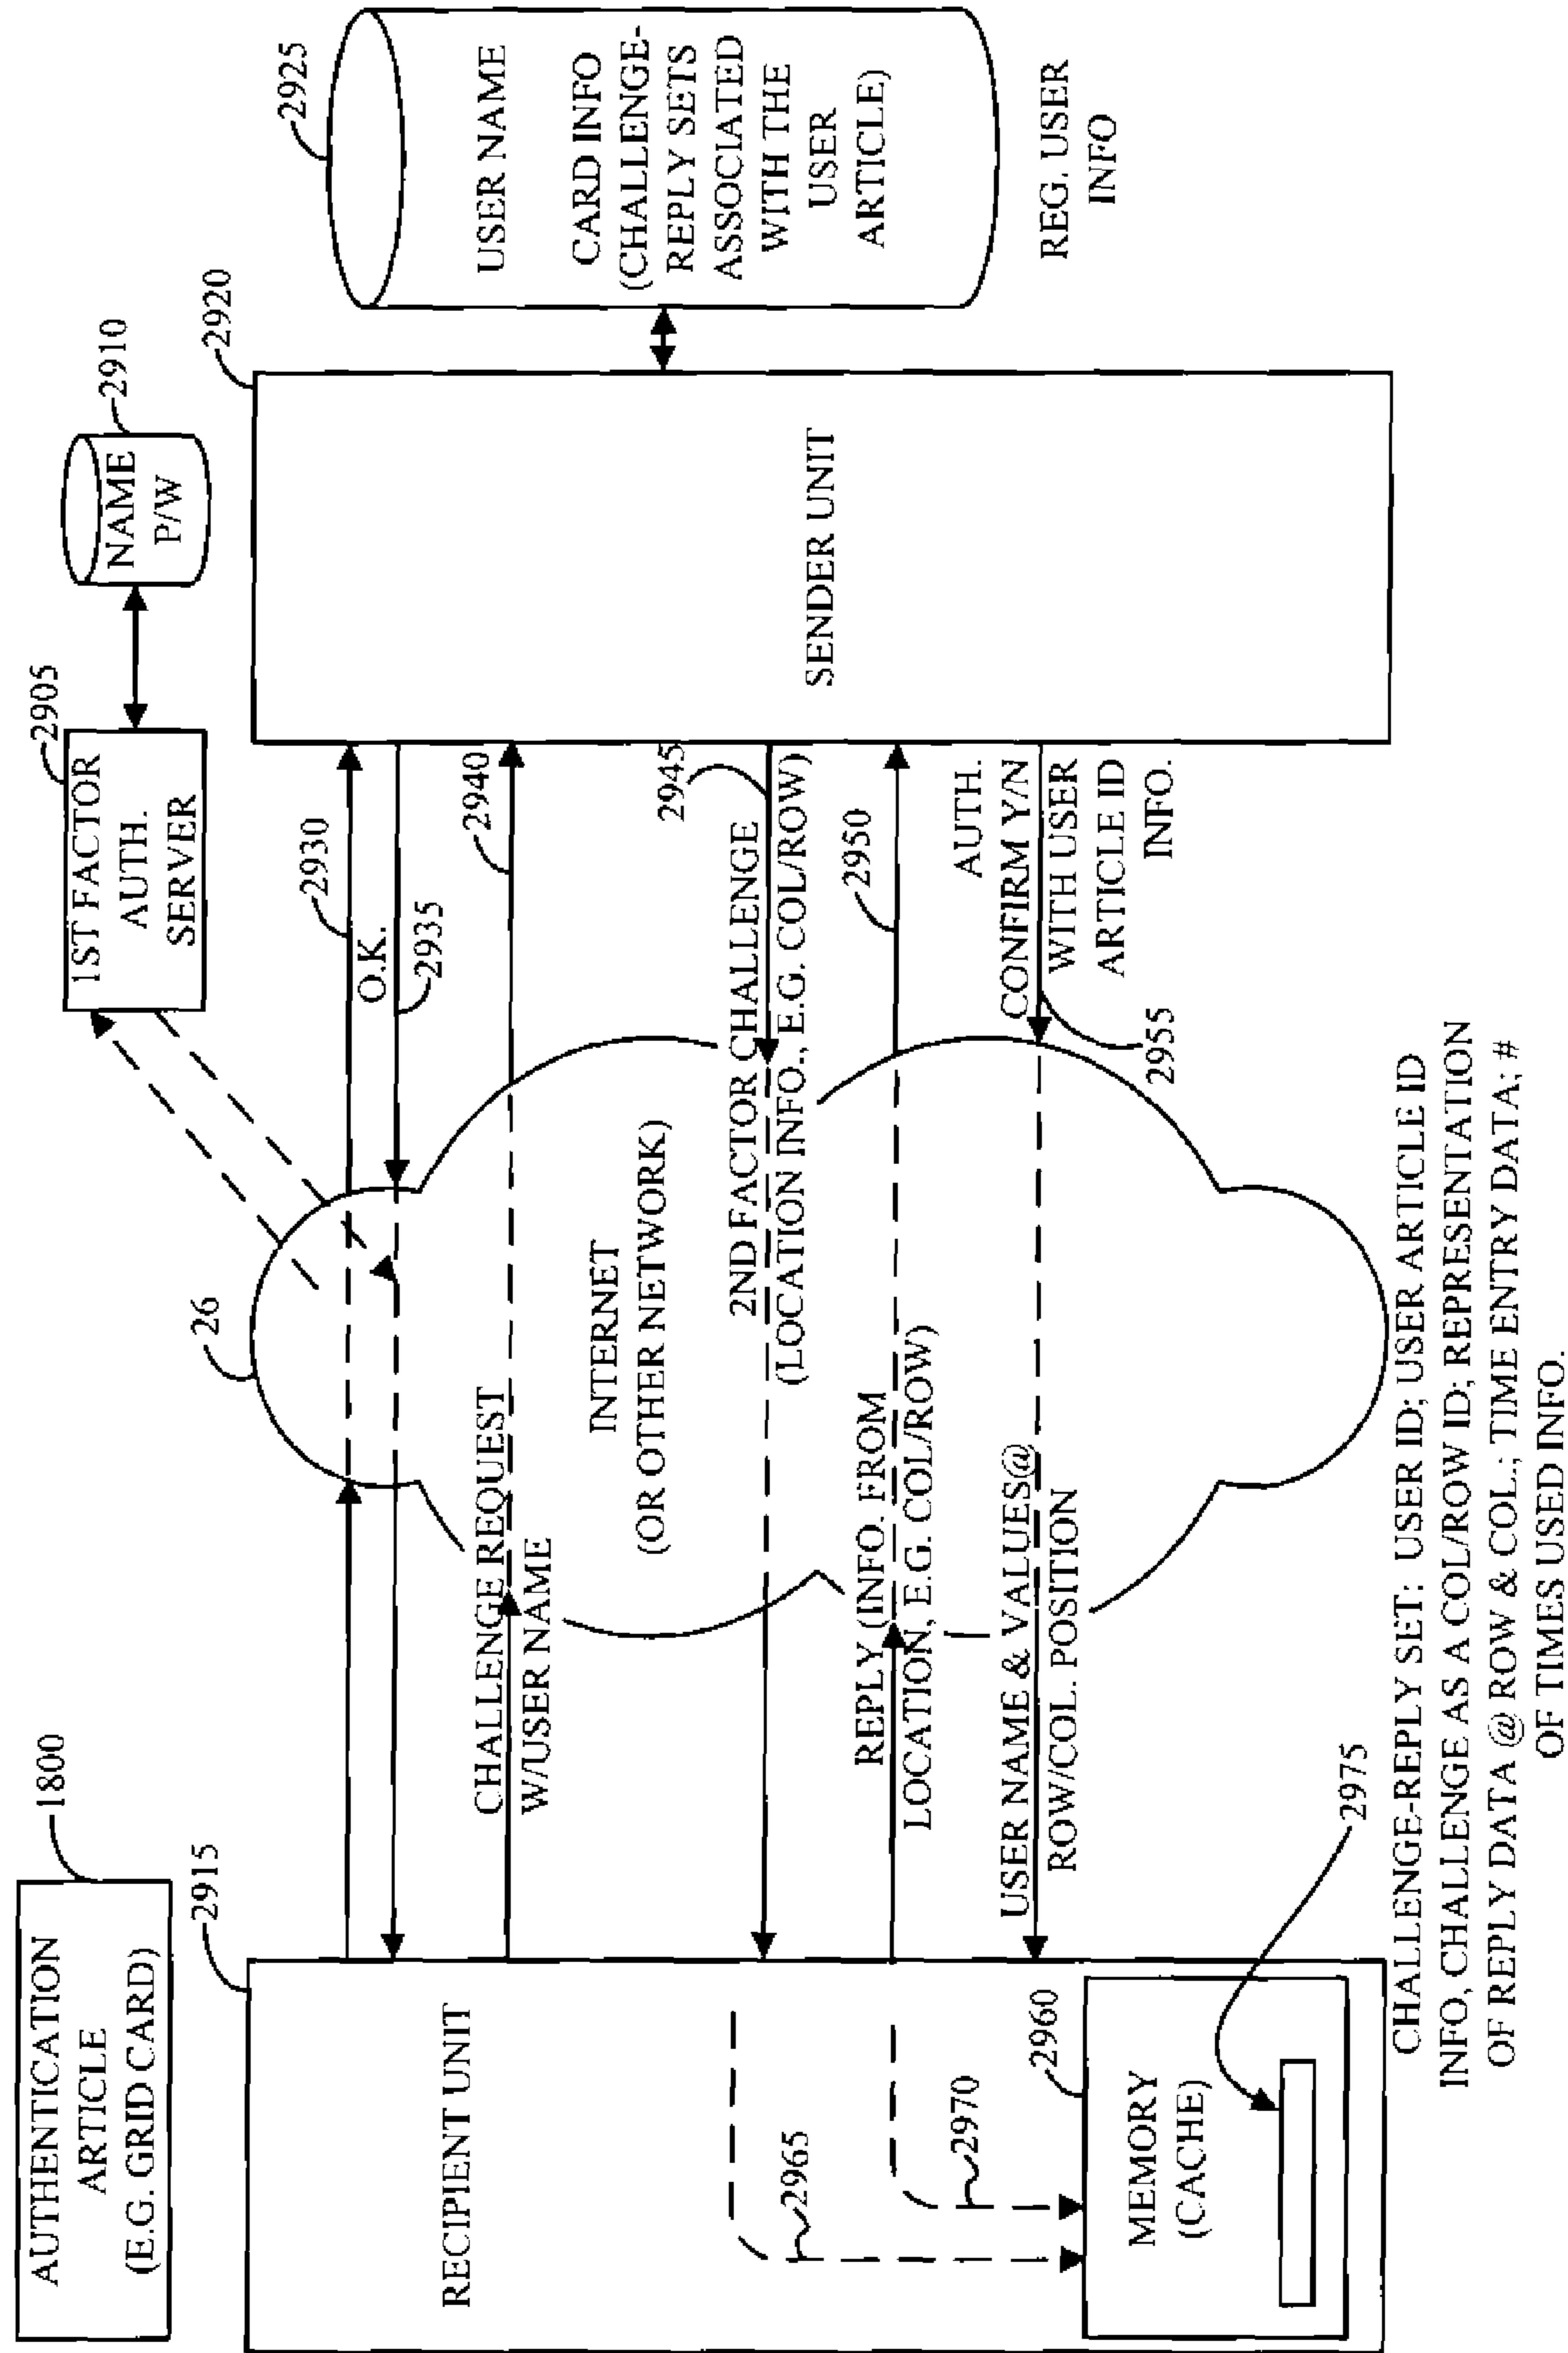 AUTHENTICATION
ARTICLE
(E.G. GRID CARD)
1800
1ST FACTOR
AUTH.
SERVER
2905
NAME
P/W
2910
2915
RECIPIENT UNIT
26
INTERNET
(OR OTHER NETWORK)
2920
SENDER UNIT
2925
USER NAME
CARD INFO
(CHALLENGE-
REPLY SETS
ASSOCIATED
WITH THE
USER
ARTICLE)
REG. USER
INFO
2930
O.K.
2935
CHALLENGE REQUEST
W/USER NAME
2940
2ND FACTOR CHALLENGE
(LOCATION INFO., E.G. COL/ROW)
2945
REPLY (INFO. FROM
LOCATION, E.G. COL/ROW)
2950
USER NAME & VALUES@
ROW/COL. POSITION
AUTH.
CONFIRM Y/N
WITH USER
ARTICLE ID
INFO.
2955
2965
2970
2960
MEMORY
(CACHE)
2975
CHALLENGE-REPLY SET: USER ID; USER ARTICLE ID
INFO, CHALLENGE AS A COL/ROW ID; REPRESENTATION
OF REPLY DATA @ ROW & COL.; TIME ENTRY DATA; #
OF TIMES USED INFO.